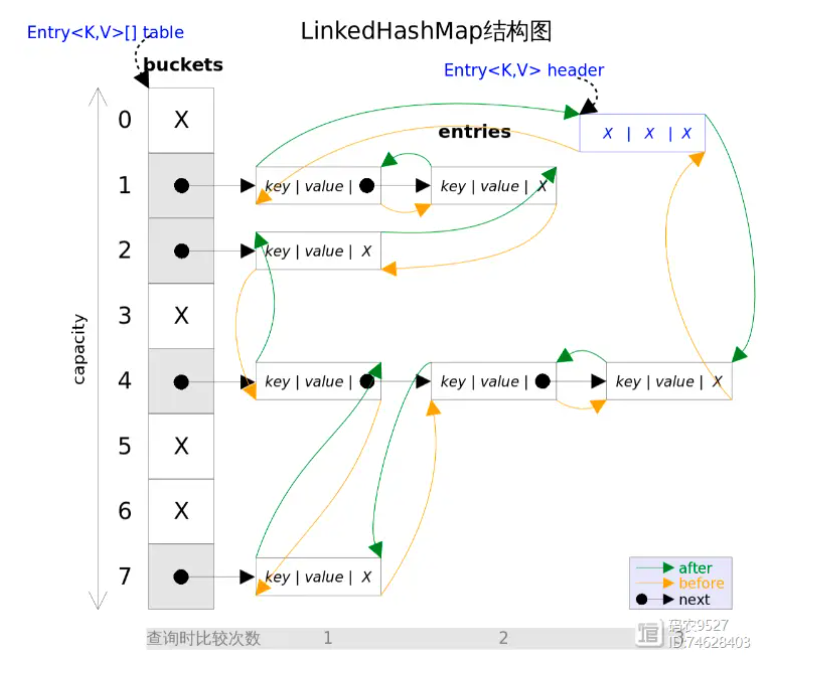 LinkedHashMap结构图
Entry<K,V>[] table
buckets
Entry<K,V> header
0 X
X | X | X
entries
1 key | value | key | value | X
2 key | value | X
3 X
capacity
4 key | value | key | value | key | value | X
5 X
6 X
7 key | value | X
after
before
next
查询时比较次数 1 2 3
码农9527
ID:74628403